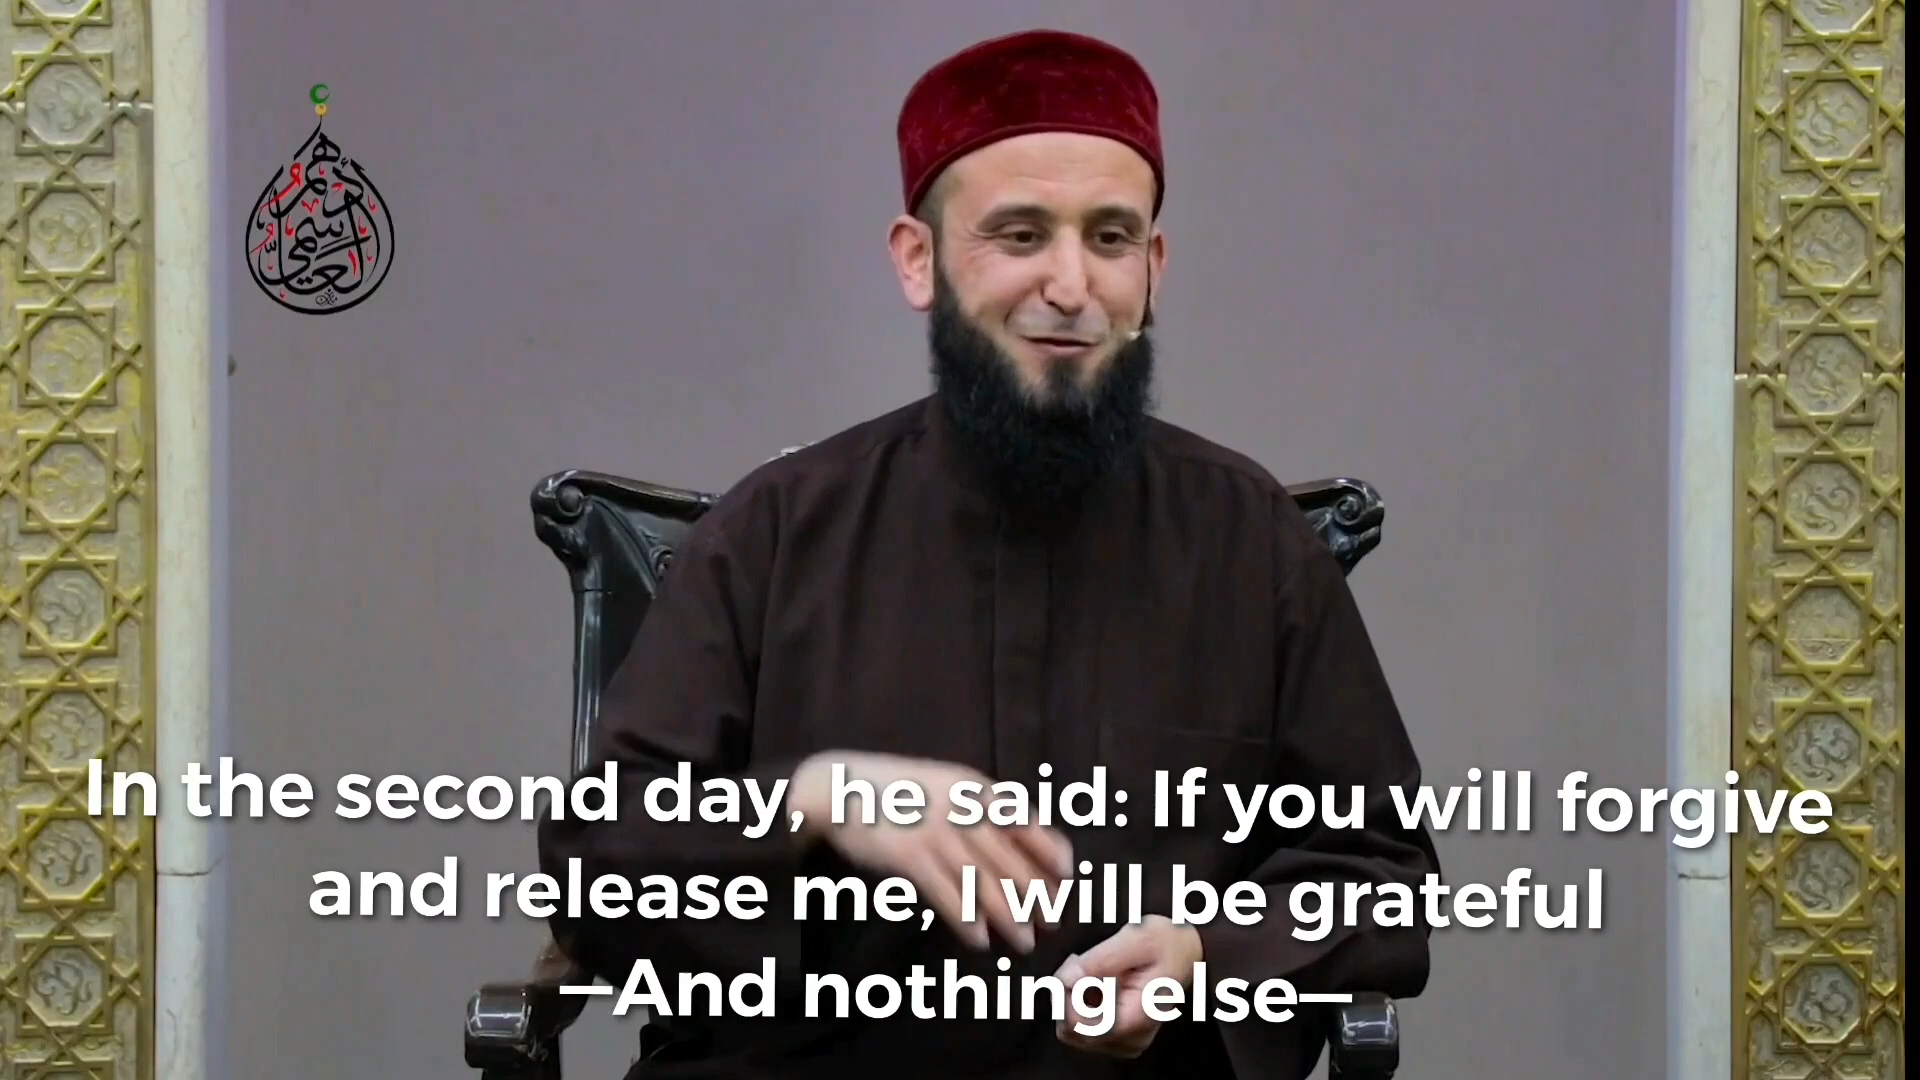 In the second day, he said: If you will forgive
and release me, I will be grateful
—And nothing else—